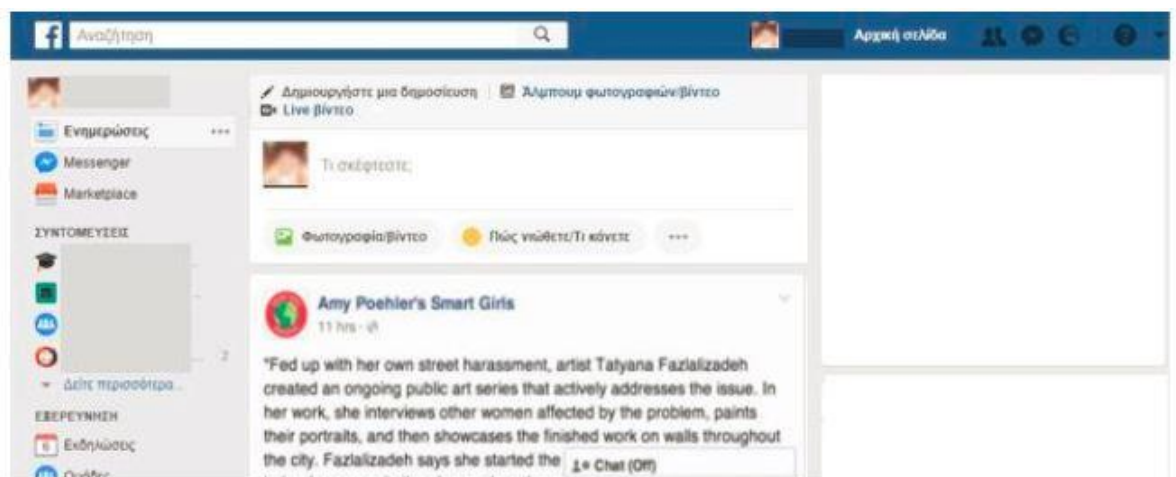 f Αναζήτηση
Αρχική σελίδα
Ενημερώσεις
Messenger
Marketplace
ΣΥΝΤΟΜΕΥΣΕΙΣ
2
Δείτε περισσότερα...
ΕΞΕΡΕΥΝΗΣΗ
6 Εκδηλώσεις
Ομάδες
Δημιουργήστε μια δημοσίευση Άλμπουμ φωτογραφιών/βίντεο
Live βίντεο
Τι σκέφτεστε;
Φωτογραφία/βίντεο Πώς νιώθετε/Τι κάνετε
Amy Poehler's Smart Girls
11 hrs ·
"Fed up with her own street harassment, artist Tatyana Fazlalizadeh
created an ongoing public art series that actively addresses the issue. In
her work, she interviews other women affected by the problem, paints
their portraits, and then showcases the finished work on walls throughout
the city. Fazlalizadeh says she started the
Chat (Off)